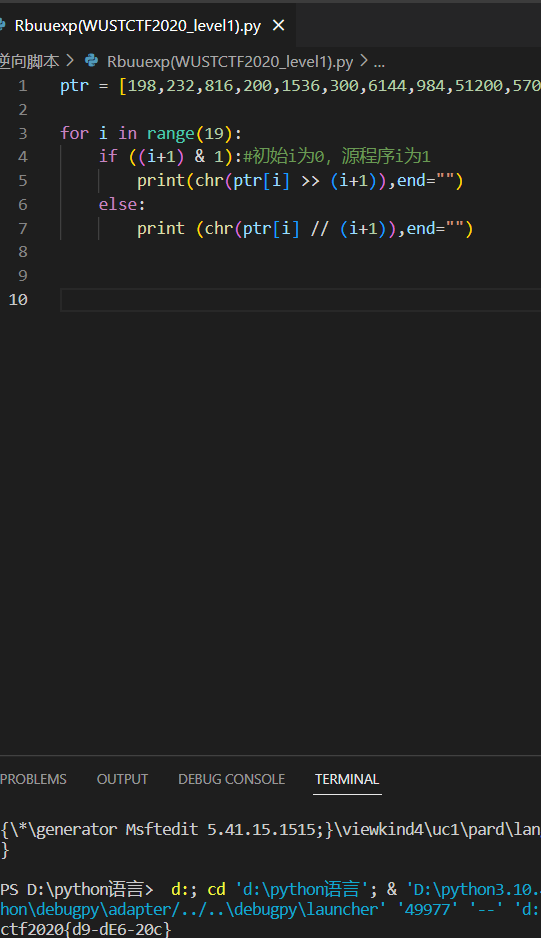 Rbuuexp(WUSTCTF2020_level1).py ✕
逆向脚本 > Rbuuexp(WUSTCTF2020_level1).py > ...
1 ptr = [198,232,816,200,1536,300,6144,984,51200,570
2
3 for i in range(19):
4     if ((i+1) & 1):#初始i为0，源程序i为1
5         print(chr(ptr[i] >> (i+1)),end="")
6     else:
7         print (chr(ptr[i] // (i+1)),end="")
8
9
10
PROBLEMS OUTPUT DEBUG CONSOLE TERMINAL
{\*\generator Msftedit 5.41.15.1515;}\viewkind4\uc1\pard\lan
}
PS D:\python语言>  d:; cd 'd:\python语言'; & 'D:\python3.10.
hon\debugpy\adapter/../..\debugpy\launcher' '49977' '--' 'd:
ctf2020{d9-dE6-20c}